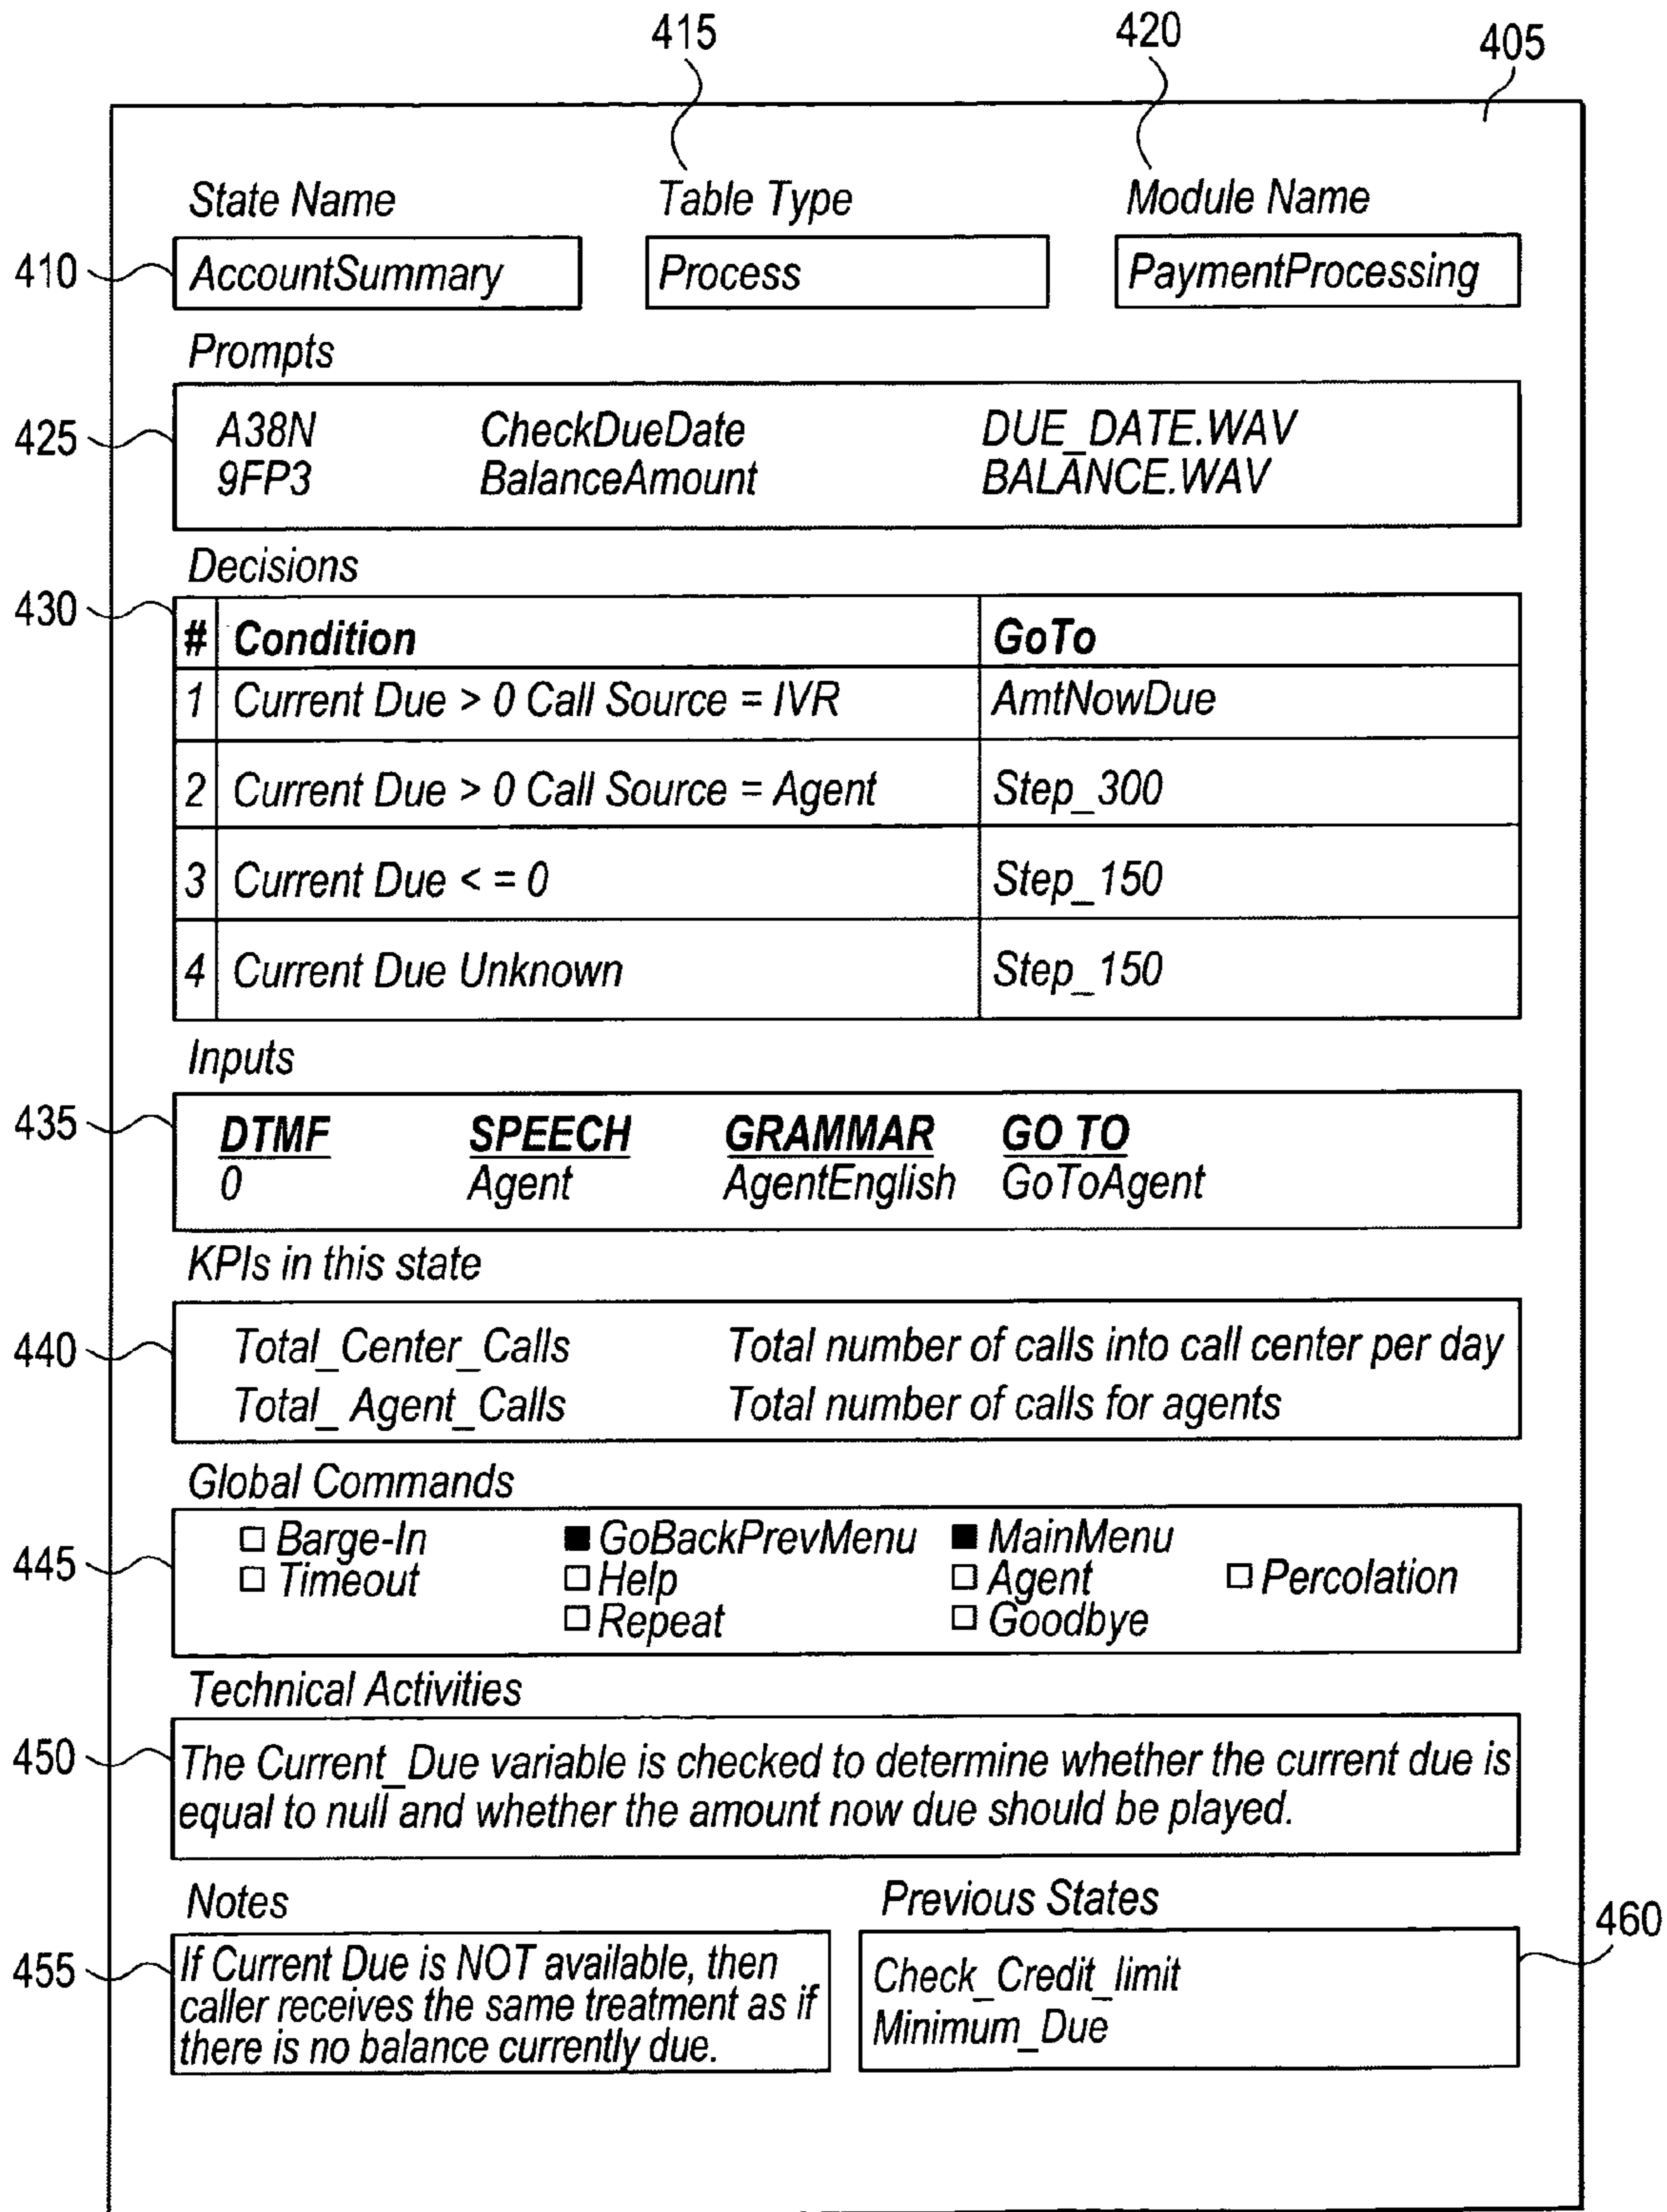 415 420 405
State Name Table Type Module Name
410 AccountSummary Process PaymentProcessing
Prompts
425 A38N CheckDueDate DUE_DATE.WAV
9FP3 BalanceAmount BALANCE.WAV
Decisions
430 # Condition GoTo
1 Current Due > 0 Call Source = IVR AmtNowDue
2 Current Due > 0 Call Source = Agent Step_300
3 Current Due < = 0 Step_150
4 Current Due Unknown Step_150
Inputs
435 DTMF SPEECH GRAMMAR GO TO
0 Agent AgentEnglish GoToAgent
KPIs in this state
440 Total_Center_Calls Total number of calls into call center per day
Total_ Agent_Calls Total number of calls for agents
Global Commands
Barge-In GoBackPrevMenu MainMenu
445 Timeout Help Agent Percolation
Repeat Goodbye
Technical Activities
450 The Current_Due variable is checked to determine whether the current due is
equal to null and whether the amount now due should be played.
Notes Previous States
455 If Current Due is NOT available, then
caller receives the same treatment as if
there is no balance currently due.
Check_Credit_limit 460
Minimum_Due